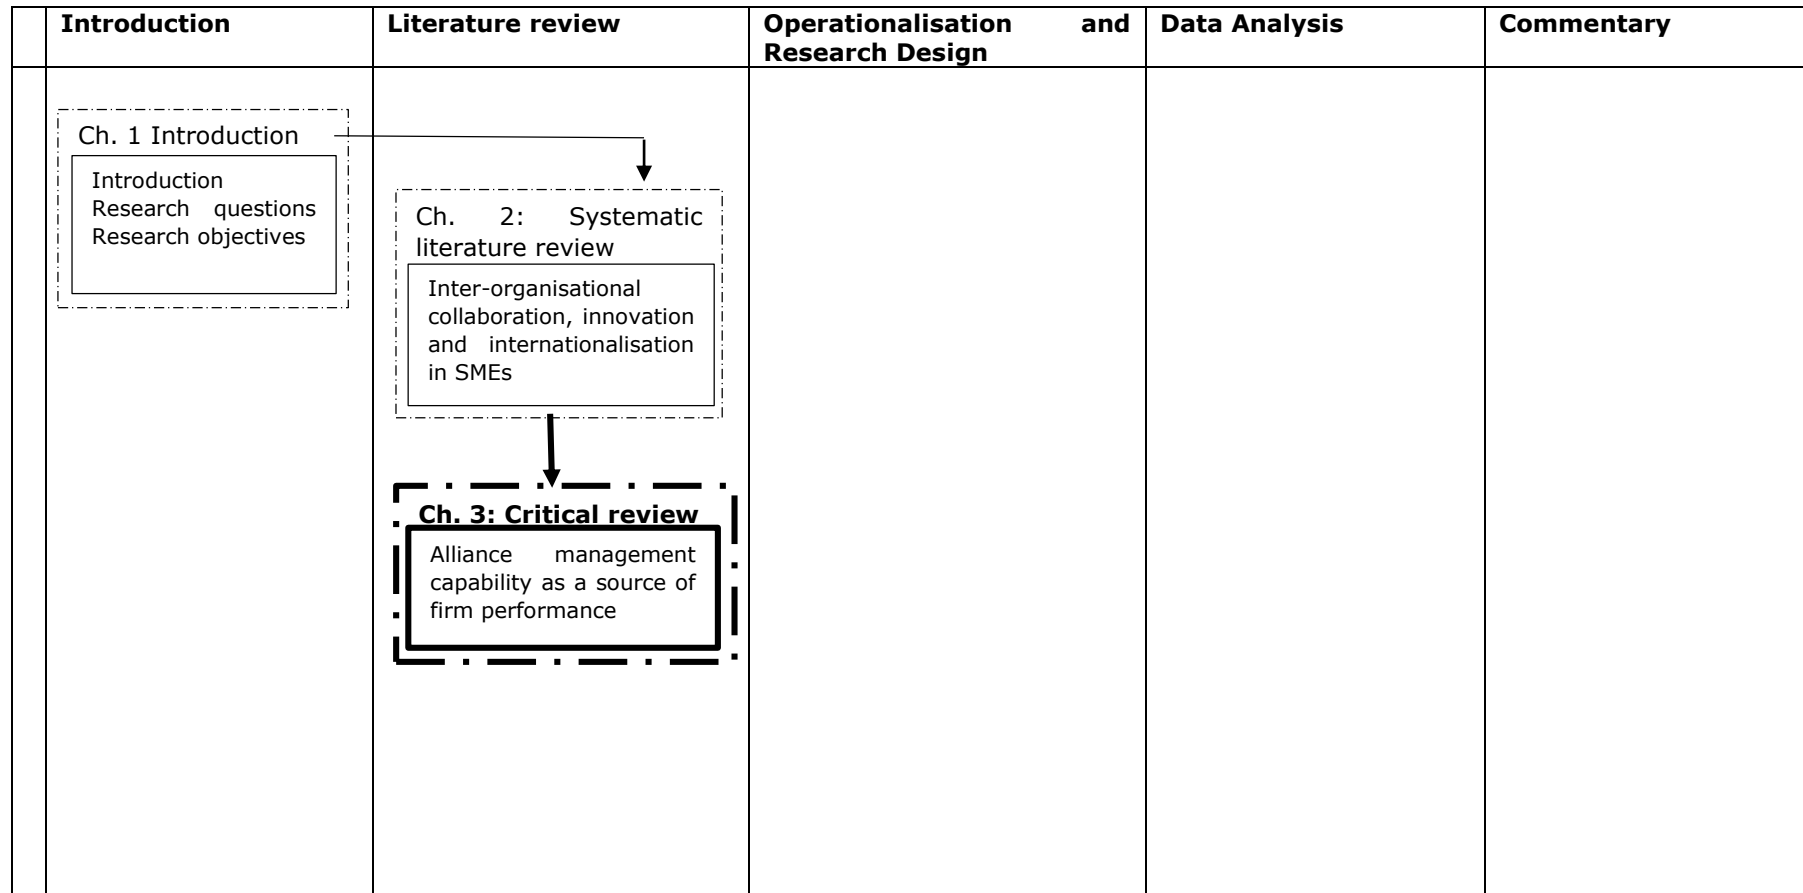 Introduction
Literature review
Operationalisation and
Research Design
Data Analysis
Commentary
Ch. 1 Introduction
Introduction
Research questions
Research objectives
Ch. 2: Systematic
literature review
Inter-organisational
collaboration, innovation
and internationalisation
in SMEs
Ch. 3: Critical review
Alliance management
capability as a source of
firm performance